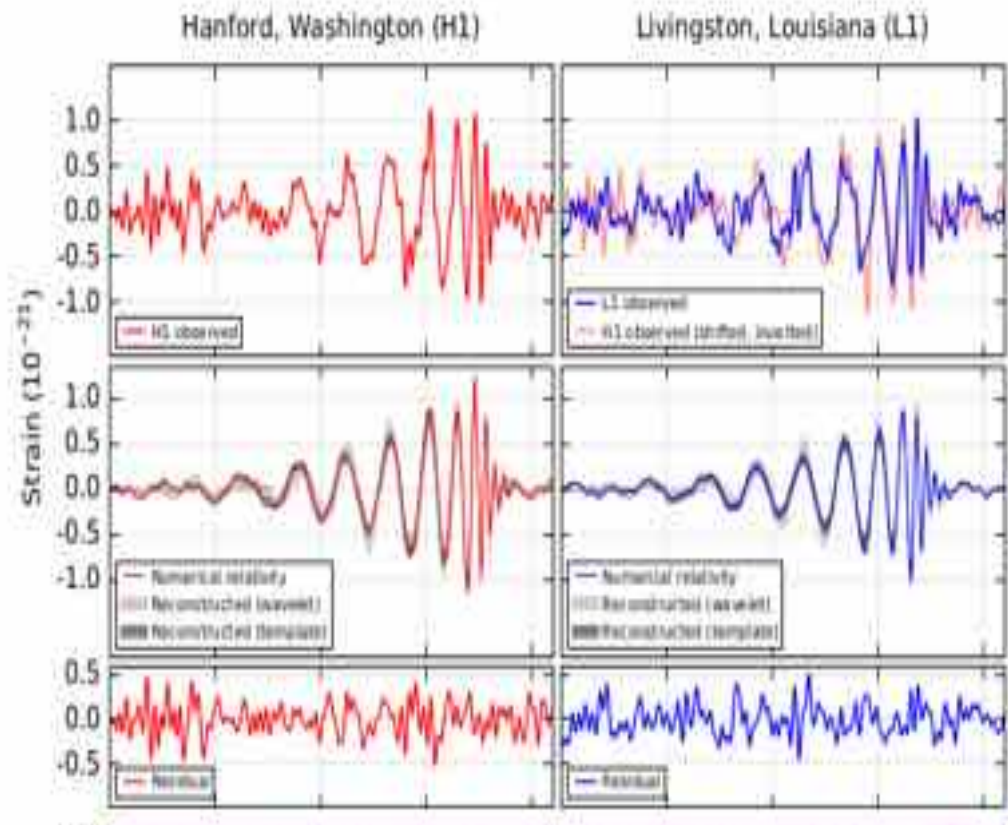 Hanford, Washington (H1)
Livingston, Louisiana (L1)
Strain (10⁻²¹)
1.0
0.5
0.0
-0.5
-1.0
H1 observed
L1 observed
H1 observed (shifted, inverted)
1.0
0.5
0.0
-0.5
-1.0
Numerical relativity
Reconstructed (wavelet)
Reconstructed (template)
Numerical relativity
Reconstructed (wavelet)
Reconstructed (template)
0.5
0.0
-0.5
Residual
Residual